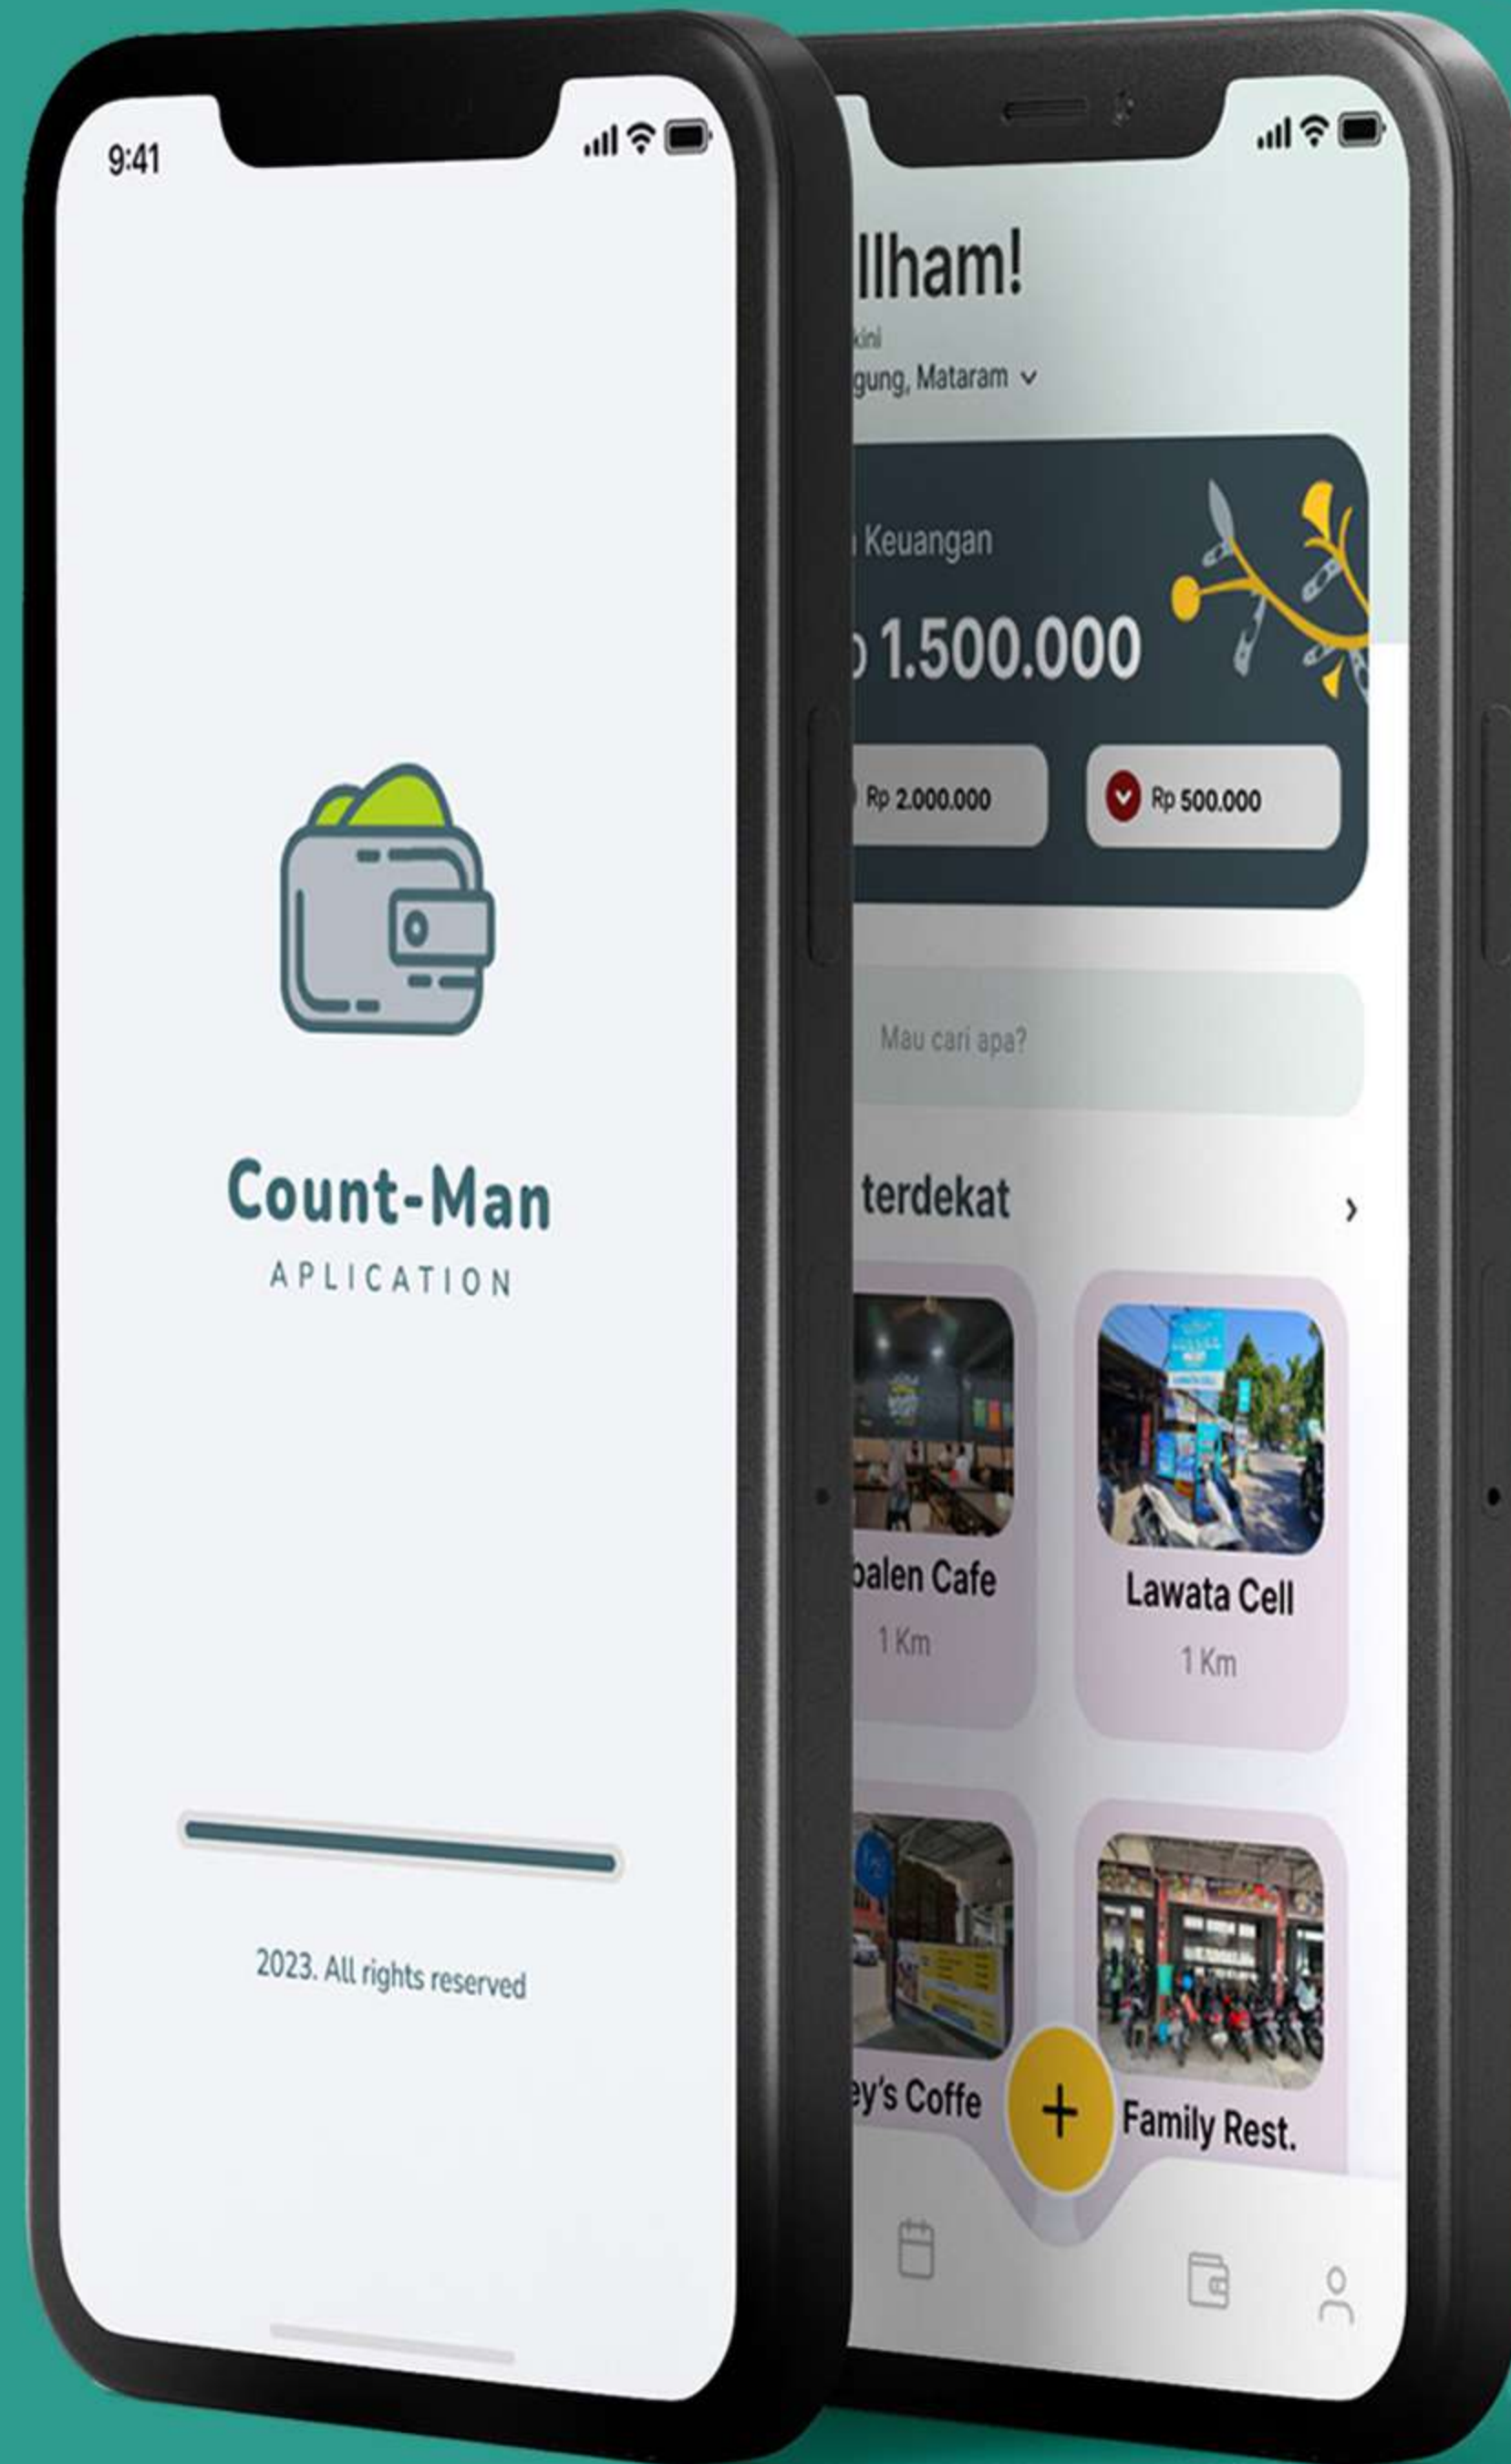 9:41
Count-Man
APLICATION
2023. All rights reserved
Ilham!
kini
gung, Mataram
Keuangan
1.500.000
Rp 2.000.000
Rp 500.000
Mau cari apa?
terdekat
balen Cafe
1 Km
Lawata Cell
1 Km
ey's Coffe
+
Family Rest.